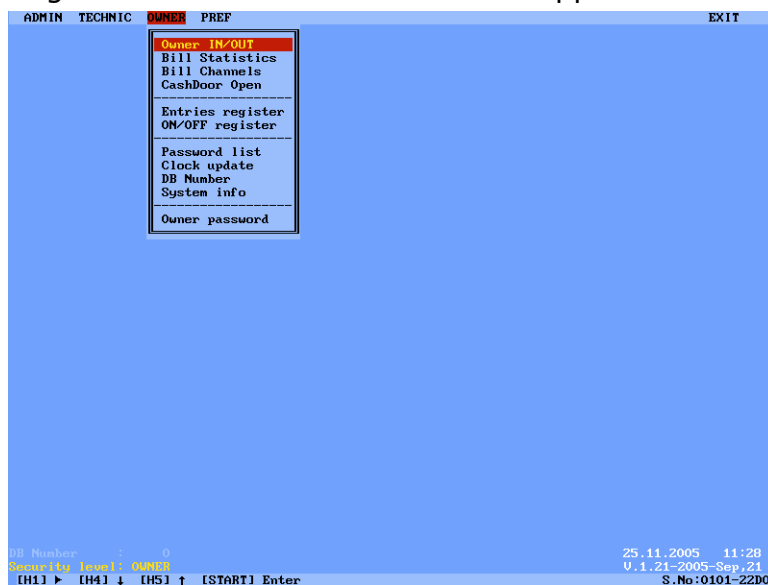 ADMIN TECHNIC OWNER PREF EXIT
Owner IN/OUT
Bill Statistics
Bill Channels
CashDoor Open
Entries register
ON/OFF register
Password list
Clock update
DB Number
System info
Owner password
DB Number : 0 25.11.2005 11:28
Security level: OWNER V.1.21-2005-Sep,21
[H1] ► [H4] ↓ [H5] ↑ [START] Enter S.No:0101-22